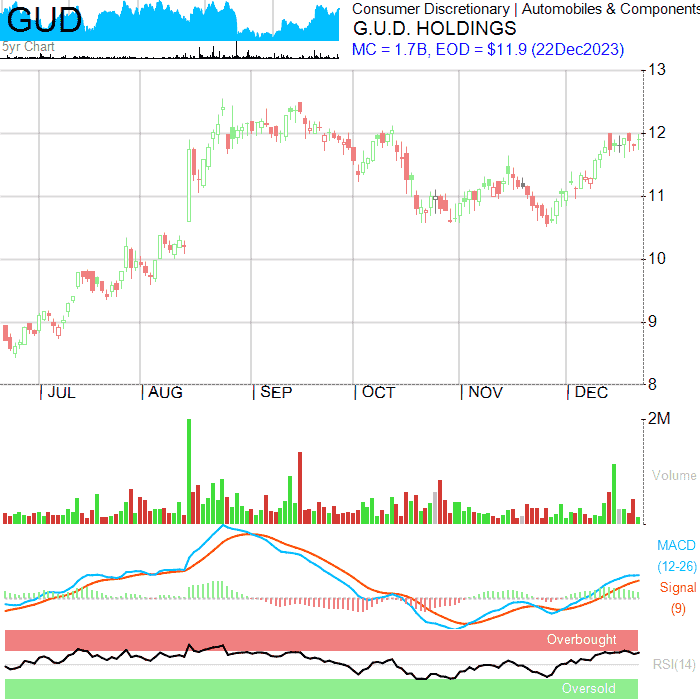 GUD
5yr Chart
Consumer Discretionary | Automobiles & Components
G.U.D. HOLDINGS
MC = 1.7B, EOD = $11.9 (22Dec2023)
13
12
11
10
9
8
JUL AUG SEP OCT NOV DEC
2M
Volume
MACD
(12-26)
Signal
(9)
Overbought
RSI(14)
Oversold